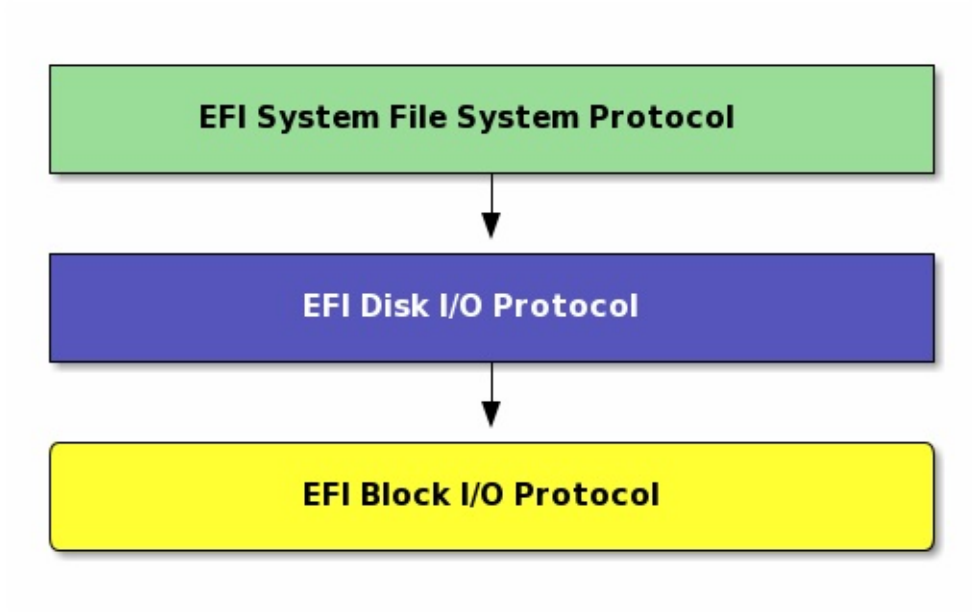 EFI System File System Protocol
EFI Disk I/O Protocol
EFI Block I/O Protocol